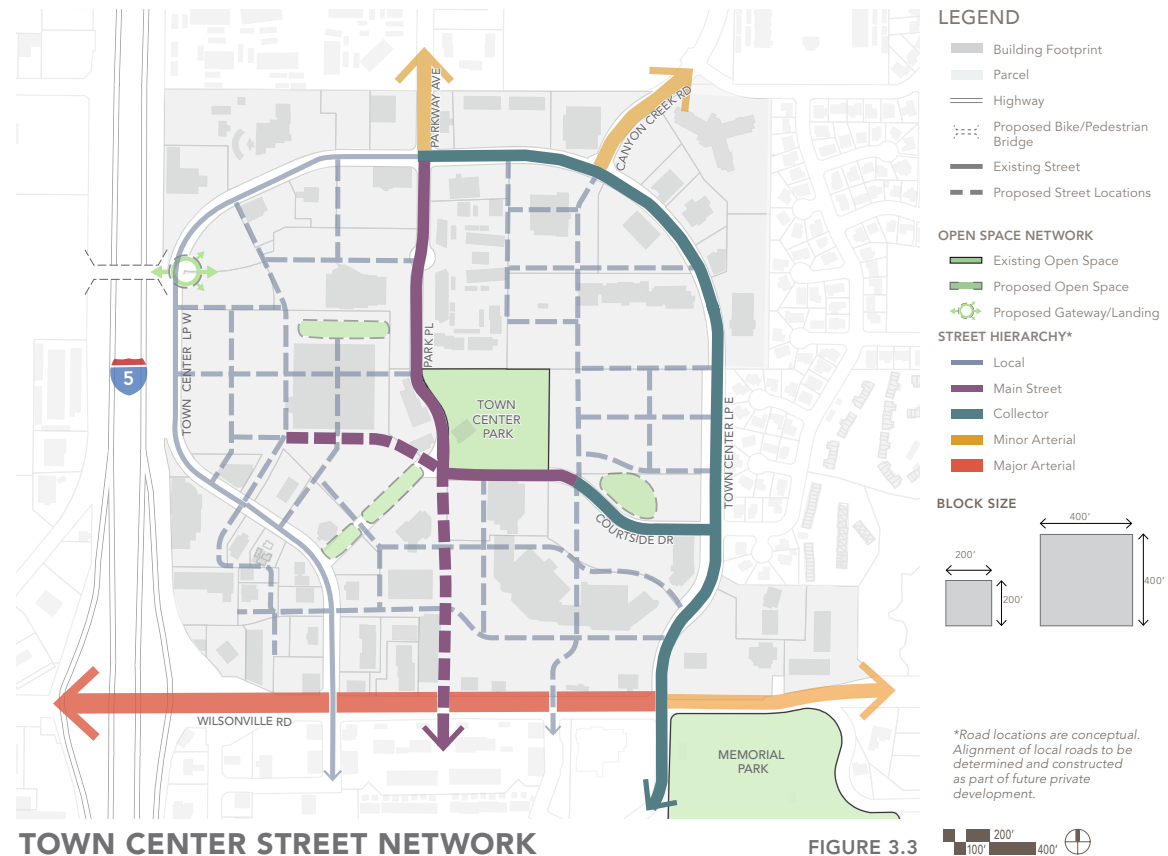 PARKWAY AVE
CANYON CREEK RD
TOWN CENTER LP W
PARK PL
5
TOWN
CENTER
PARK
TOWN CENTER LP E
COURTSIDE DR
WILSONVILLE RD
MEMORIAL
PARK
TOWN CENTER STREET NETWORK
FIGURE 3.3
LEGEND
Building Footprint
Parcel
Highway
Proposed Bike/Pedestrian
Bridge
Existing Street
Proposed Street Locations
OPEN SPACE NETWORK
Existing Open Space
Proposed Open Space
Proposed Gateway/Landing
STREET HIERARCHY*
Local
Main Street
Collector
Minor Arterial
Major Arterial
BLOCK SIZE
400'
200'
200'
400'
*Road locations are conceptual.
Alignment of local roads to be
determined and constructed
as part of future private
development.
200'
100'
400'